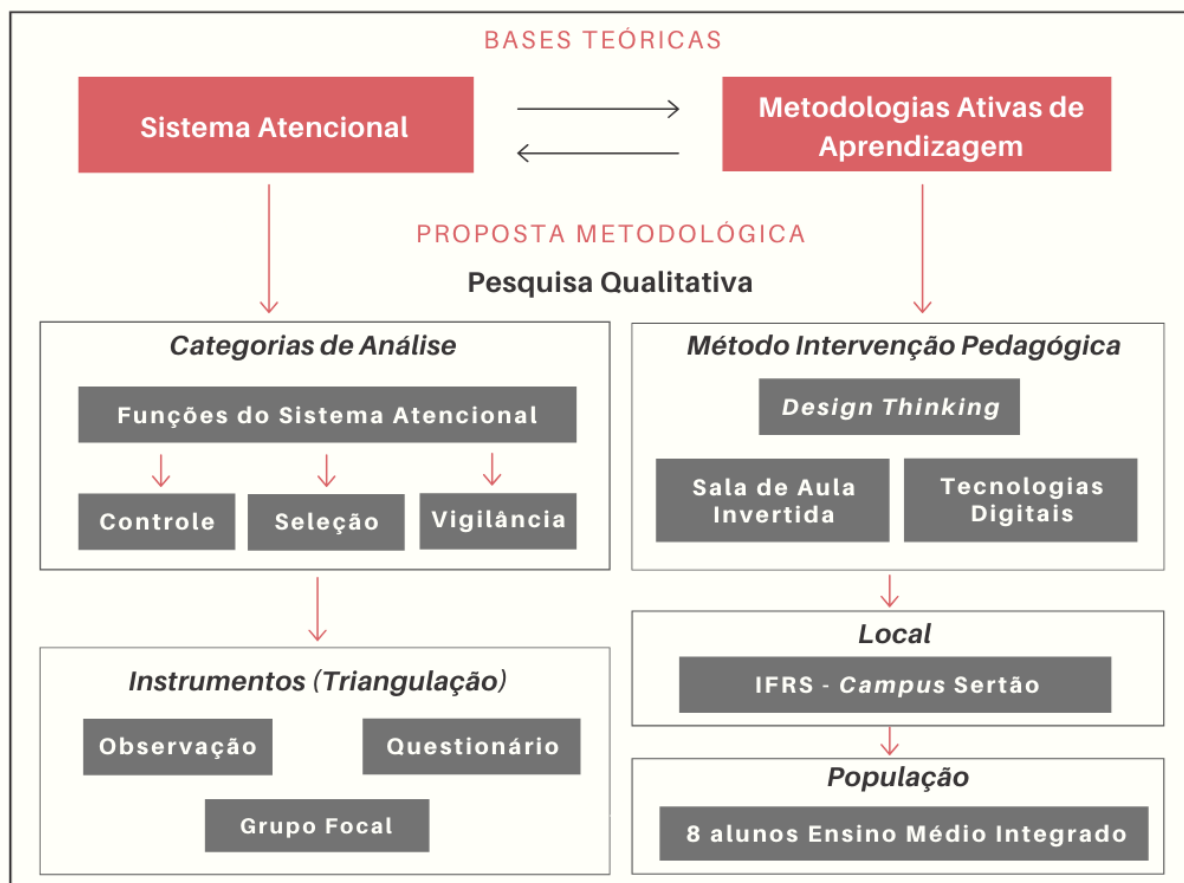 BASES TEÓRICAS
Sistema Atencional
Metodologias Ativas de
Aprendizagem
PROPOSTA METODOLÓGICA
Pesquisa Qualitativa
Categorias de Análise
Funções do Sistema Atencional
Controle
Seleção
Vigilância
Método Intervenção Pedagógica
Design Thinking
Sala de Aula
Invertida
Tecnologias
Digitais
Instrumentos (Triangulação)
Observação
Questionário
Grupo Focal
Local
IFRS - Campus Sertão
População
8 alunos Ensino Médio Integrado